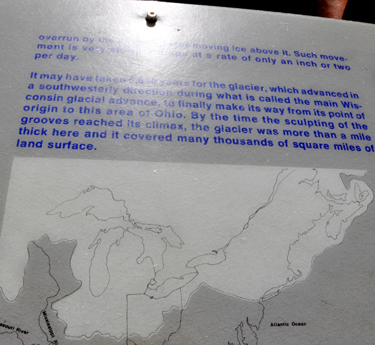 overrun by the moving ice above it. Such move-
ment is very at a rate of only an inch or two
per day.
It may have taken years for the glacier, which advanced in
a southwesterly direction during what is called the main Wis-
consin glacial advance, to finally make its way from its point of
origin to this area of Ohio. By the time the sculpting of the
grooves reached its climax, the glacier was more than a mile
thick here and it covered many thousands of square miles of
land surface.
Atlantic Ocean
Missouri River
Mississippi